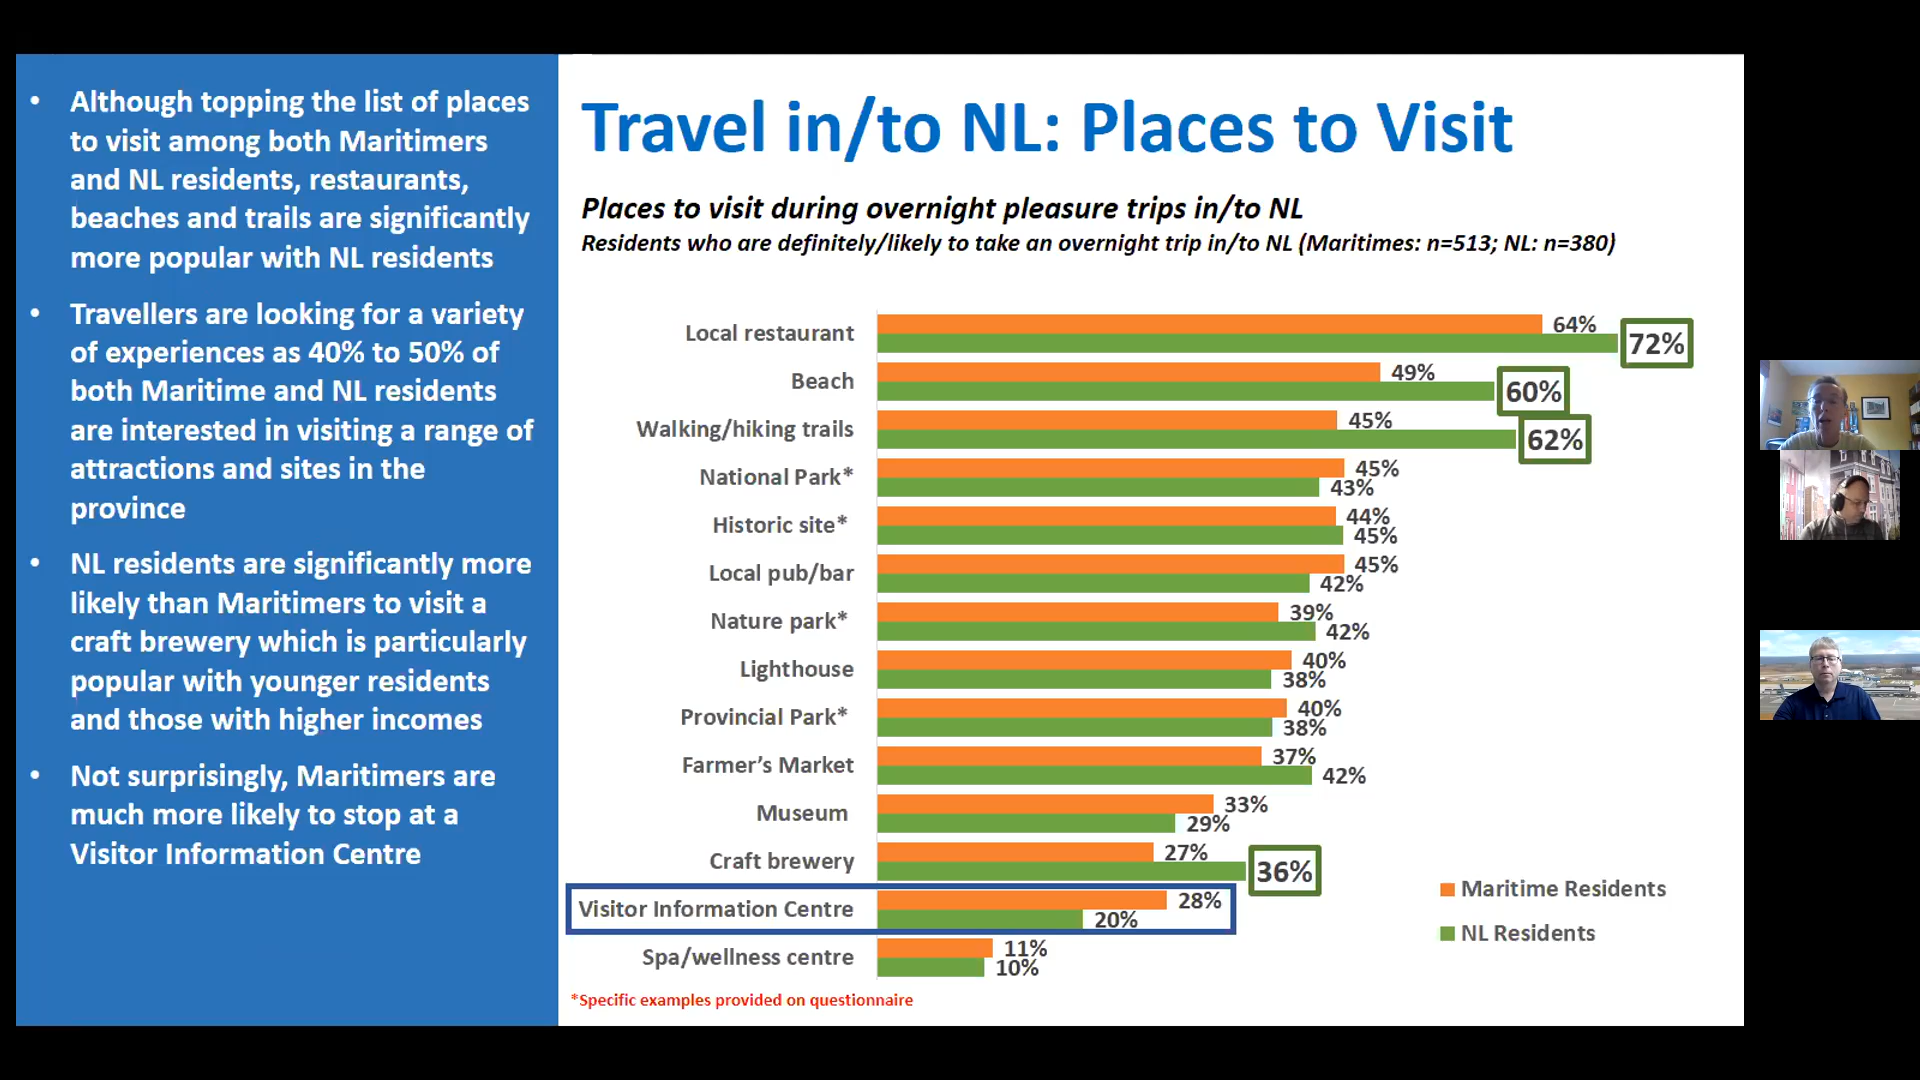 • Although topping the list of places
to visit among both Maritimers
and NL residents, restaurants,
beaches and trails are significantly
more popular with NL residents
• Travellers are looking for a variety
of experiences as 40% to 50% of
both Maritime and NL residents
are interested in visiting a range of
attractions and sites in the
province
• NL residents are significantly more
likely than Maritimers to visit a
craft brewery which is particularly
popular with younger residents
and those with higher incomes
• Not surprisingly, Maritimers are
much more likely to stop at a
Visitor Information Centre
Travel in/to NL: Places to Visit
Places to visit during overnight pleasure trips in/to NL
Residents who are definitely/likely to take an overnight trip in/to NL (Maritimes: n=513; NL: n=380)
Local restaurant 64% 72%
Beach 49% 60%
Walking/hiking trails 45% 62%
National Park* 45% 43%
Historic site* 44% 45%
Local pub/bar 45% 42%
Nature park* 39% 42%
Lighthouse 40% 38%
Provincial Park* 40% 38%
Farmer’s Market 37% 42%
Museum 33% 29%
Craft brewery 27% 36%
Visitor Information Centre 28% 20%
Spa/wellness centre 11% 10%
Maritime Residents
NL Residents
*Specific examples provided on questionnaire